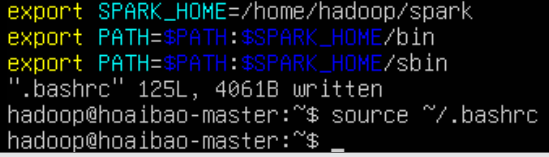 export SPARK_HOME=/home/hadoop/spark
export PATH=$PATH:$SPARK_HOME/bin
export PATH=$PATH:$SPARK_HOME/sbin
".bashrc" 125L, 4061B written
hadoop@hoaibao-master:~$ source ~/.bashrc
hadoop@hoaibao-master:~$ _